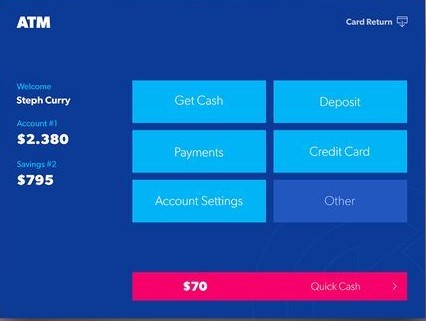 ATM
Card Return
Welcome
Steph Curry
Account #1
$2.380
Savings #2
$795
Get Cash
Deposit
Payments
Credit Card
Account Settings
Other
$70 Quick Cash >